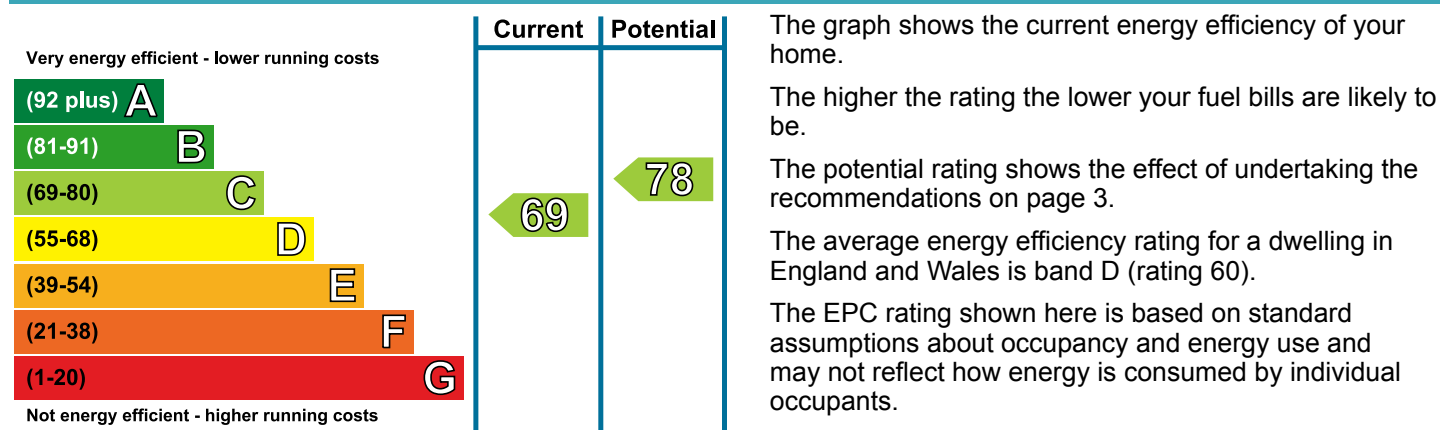 Current Potential
Very energy efficient - lower running costs
(92 plus) A
(81-91) B
(69-80) C
(55-68) D
(39-54) E
(21-38) F
(1-20) G
Not energy efficient - higher running costs
69
78
The graph shows the current energy efficiency of your
home.
The higher the rating the lower your fuel bills are likely to
be.
The potential rating shows the effect of undertaking the
recommendations on page 3.
The average energy efficiency rating for a dwelling in
England and Wales is band D (rating 60).
The EPC rating shown here is based on standard
assumptions about occupancy and energy use and
may not reflect how energy is consumed by individual
occupants.